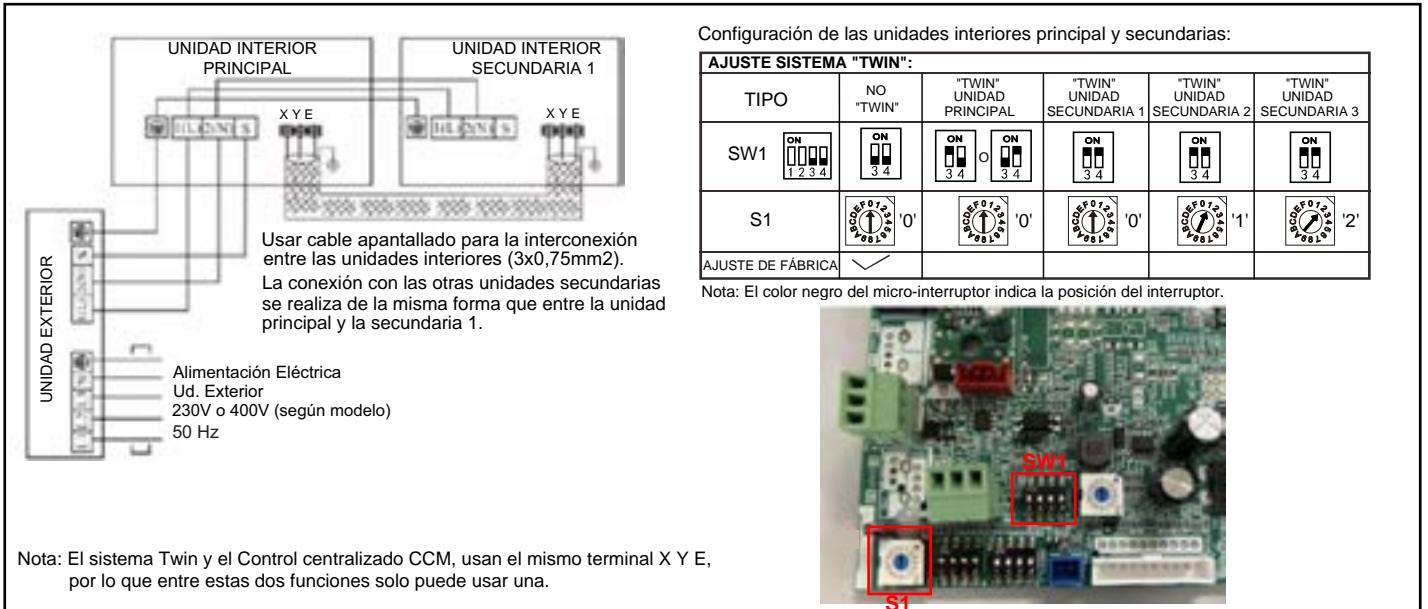 UNIDAD INTERIOR
PRINCIPAL
UNIDAD INTERIOR
SECUNDARIA 1
X Y E
X Y E
1(L) 2(N) S
1(L) 2(N) S
UNIDAD EXTERIOR
Usar cable apantallado para la interconexión
entre las unidades interiores (3x0,75mm2).
La conexión con las otras unidades secundarias
se realiza de la misma forma que entre la unidad
principal y la secundaria 1.
Alimentación Eléctrica
Ud. Exterior
230V o 400V (según modelo)
50 Hz
Nota: El sistema Twin y el Control centralizado CCM, usan el mismo terminal X Y E,
por lo que entre estas dos funciones solo puede usar una.
Configuración de las unidades interiores principal y secundarias:
AJUSTE SISTEMA "TWIN":
TIPO
NO
"TWIN"
"TWIN"
UNIDAD
PRINCIPAL
"TWIN"
UNIDAD
SECUNDARIA 1
"TWIN"
UNIDAD
SECUNDARIA 2
"TWIN"
UNIDAD
SECUNDARIA 3
SW1
ON
1 2 3 4
ON
3 4
ON
3 4
O
ON
3 4
ON
3 4
ON
3 4
ON
3 4
S1
'0'
'0'
'0'
'1'
'2'
AJUSTE DE FÁBRICA
Nota: El color negro del micro-interruptor indica la posición del interruptor.
SW1
S1